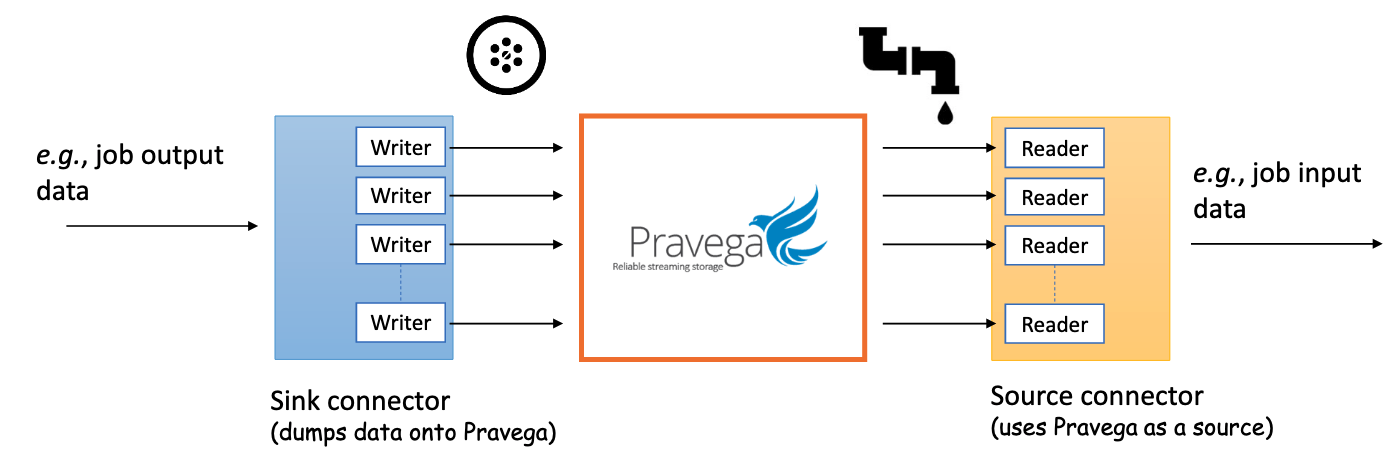 e.g., job output
data
Writer
Writer
Writer
Writer
Sink connector
(dumps data onto Pravega)
Pravega
Reliable streaming storage
Reader
Reader
Reader
Reader
Source connector
(uses Pravega as a source)
e.g., job input
data